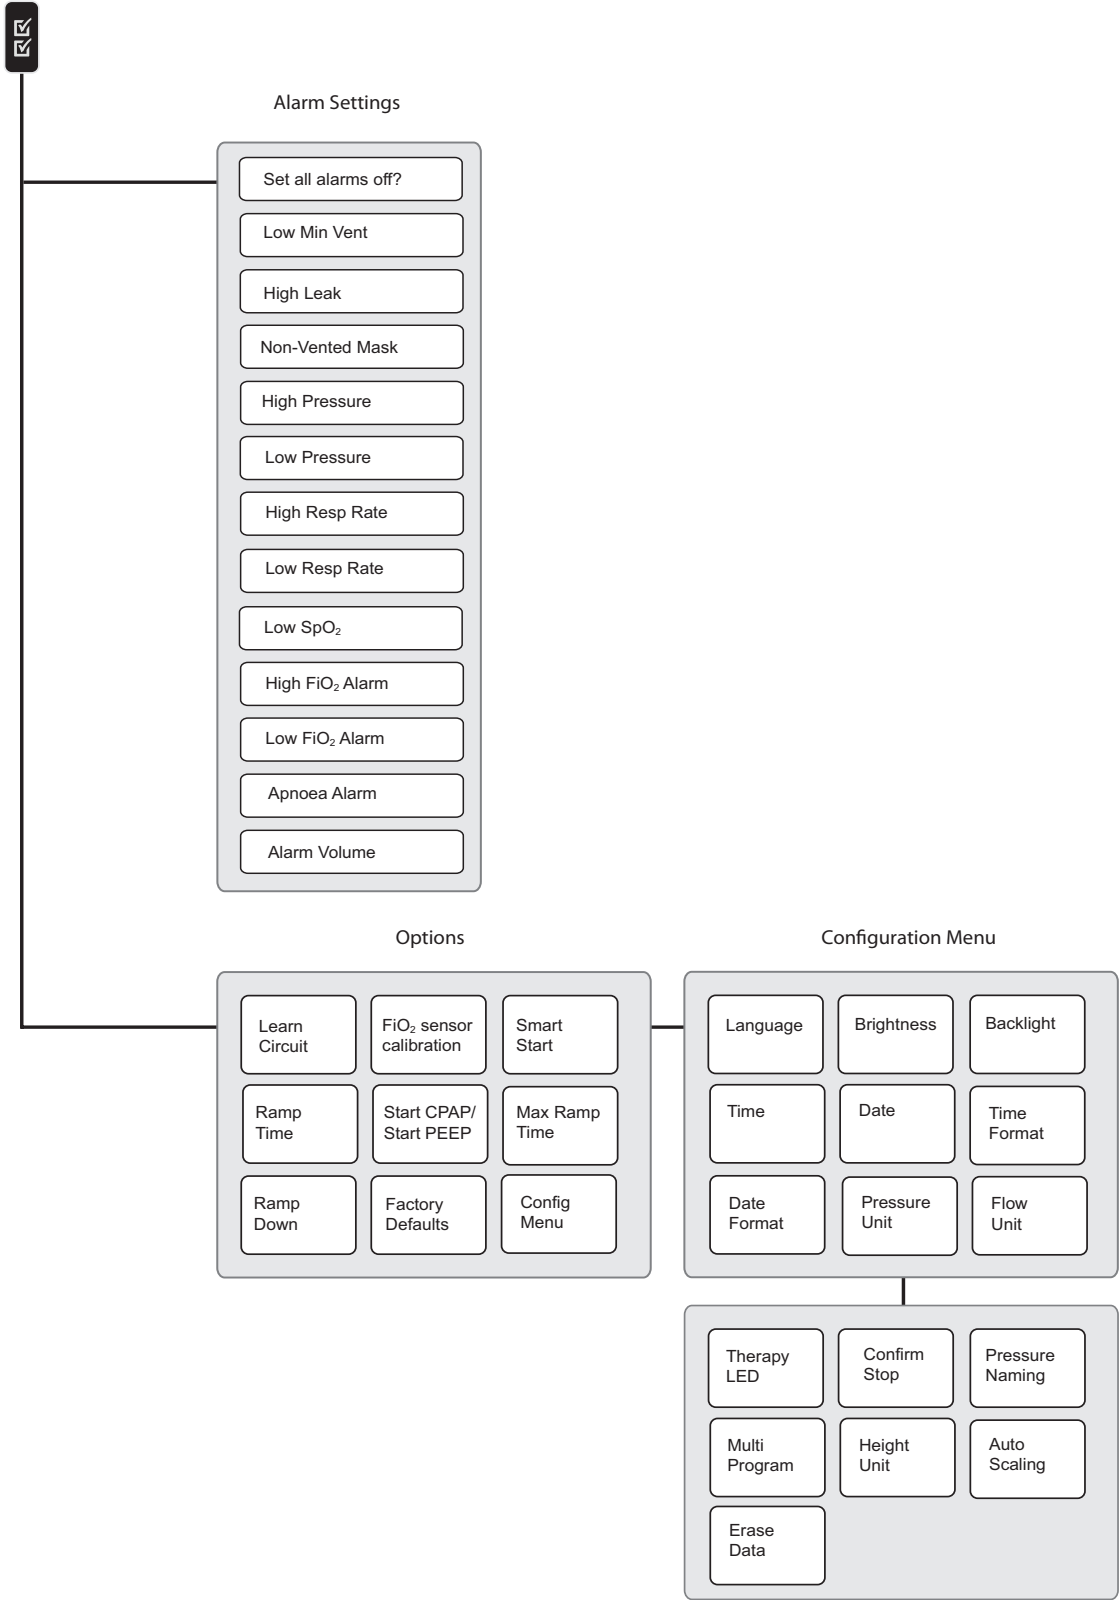 Alarm Settings
Set all alarms off?
Low Min Vent
High Leak
Non-Vented Mask
High Pressure
Low Pressure
High Resp Rate
Low Resp Rate
Low SpO₂
High FiO₂ Alarm
Low FiO₂ Alarm
Apnoea Alarm
Alarm Volume
Options
Learn
Circuit
FiO₂ sensor
calibration
Smart
Start
Ramp
Time
Start CPAP/
Start PEEP
Max Ramp
Time
Ramp
Down
Factory
Defaults
Config
Menu
Configuration Menu
Language
Brightness
Backlight
Time
Date
Time
Format
Date
Format
Pressure
Unit
Flow
Unit
Therapy
LED
Confirm
Stop
Pressure
Naming
Multi
Program
Height
Unit
Auto
Scaling
Erase
Data